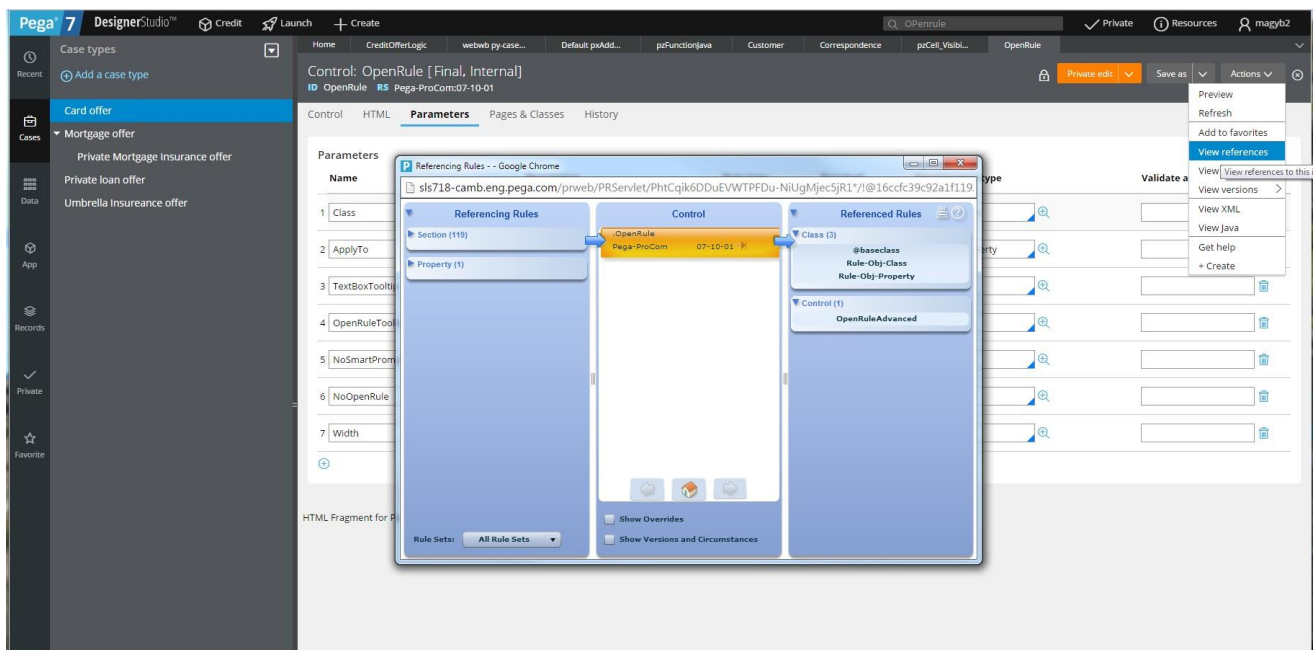 Pega® 7 DesignerStudio™ Credit Launch + Create OPenrule Private Resources magyb2
Recent
Cases
Data
App
Records
Private
Favorite
Case types
Add a case type
Card offer
Mortgage offer
Private Mortgage Insurance offer
Private loan offer
Umbrella Insureance offer
Home CreditOfferLogic webwb py-case... Default pxAdd... pzFunctionJava Customer Correspondence pzCell_Visibi... OpenRule
Control: OpenRule [Final, Internal]
ID OpenRule RS Pega-ProCom:07-10-01
Private edit Save as Actions
Control HTML Parameters Pages & Classes History
Preview
Refresh
Add to favorites
View references
View
View references to this i
View versions
View XML
View Java
Get help
+ Create
Parameters
Name
type
Validate a
1 Class
2 ApplyTo
erty
3 TextBoxTooltip
4 OpenRuleTool
5 NoSmartProm
6 NoOpenRule
7 Width
HTML Fragment for P
Referencing Rules - - Google Chrome
sls718-camb.eng.pega.com/prweb/PRServlet/PhtCqik6DDuEVWTPFDu-NiUgMjec5jR1*/!@16ccfc39c92a1f119.
Referencing Rules
Section (119)
Property (1)
Rule Sets: All Rule Sets
Control
.OpenRule
Pega-ProCom 07-10-01
Show Overrides
Show Versions and Circumstances
Referenced Rules
Class (3)
@baseclass
Rule-Obj-Class
Rule-Obj-Property
Control (1)
OpenRuleAdvanced